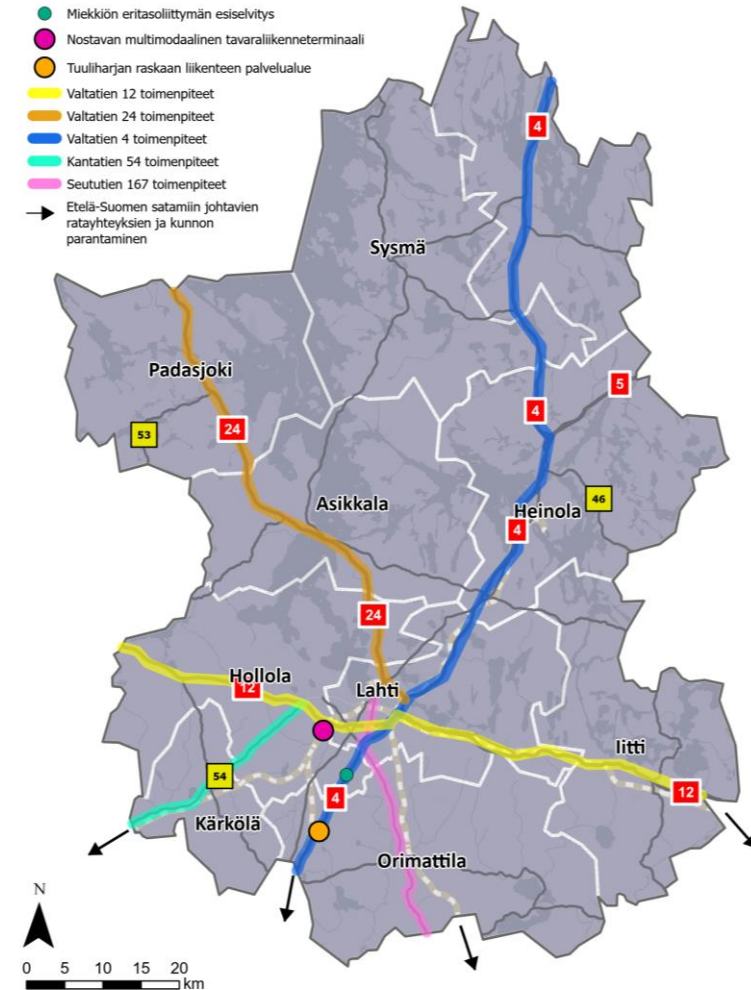 Miekkiön eritasoliittymän esiselvitys
Nostavan multimodaalinen tavaraliikenneterminaali
Tuuliharjan raskaan liikenteen palvelualue
Valtatien 12 toimenpiteet
Valtatien 24 toimenpiteet
Valtatien 4 toimenpiteet
Kantatien 54 toimenpiteet
Seututien 167 toimenpiteet
Etelä-Suomen satamiin johtavien
ratayhteyksien ja kunnon
parantaminen
4
Sysmä
Padasjoki
5
4
24
53
Asikkala
46
Heinola
4
24
Hollola
12
Lahti
Iitti
54
4
12
Kärkölä
Orimattila
N
0 5 10 15 20
km